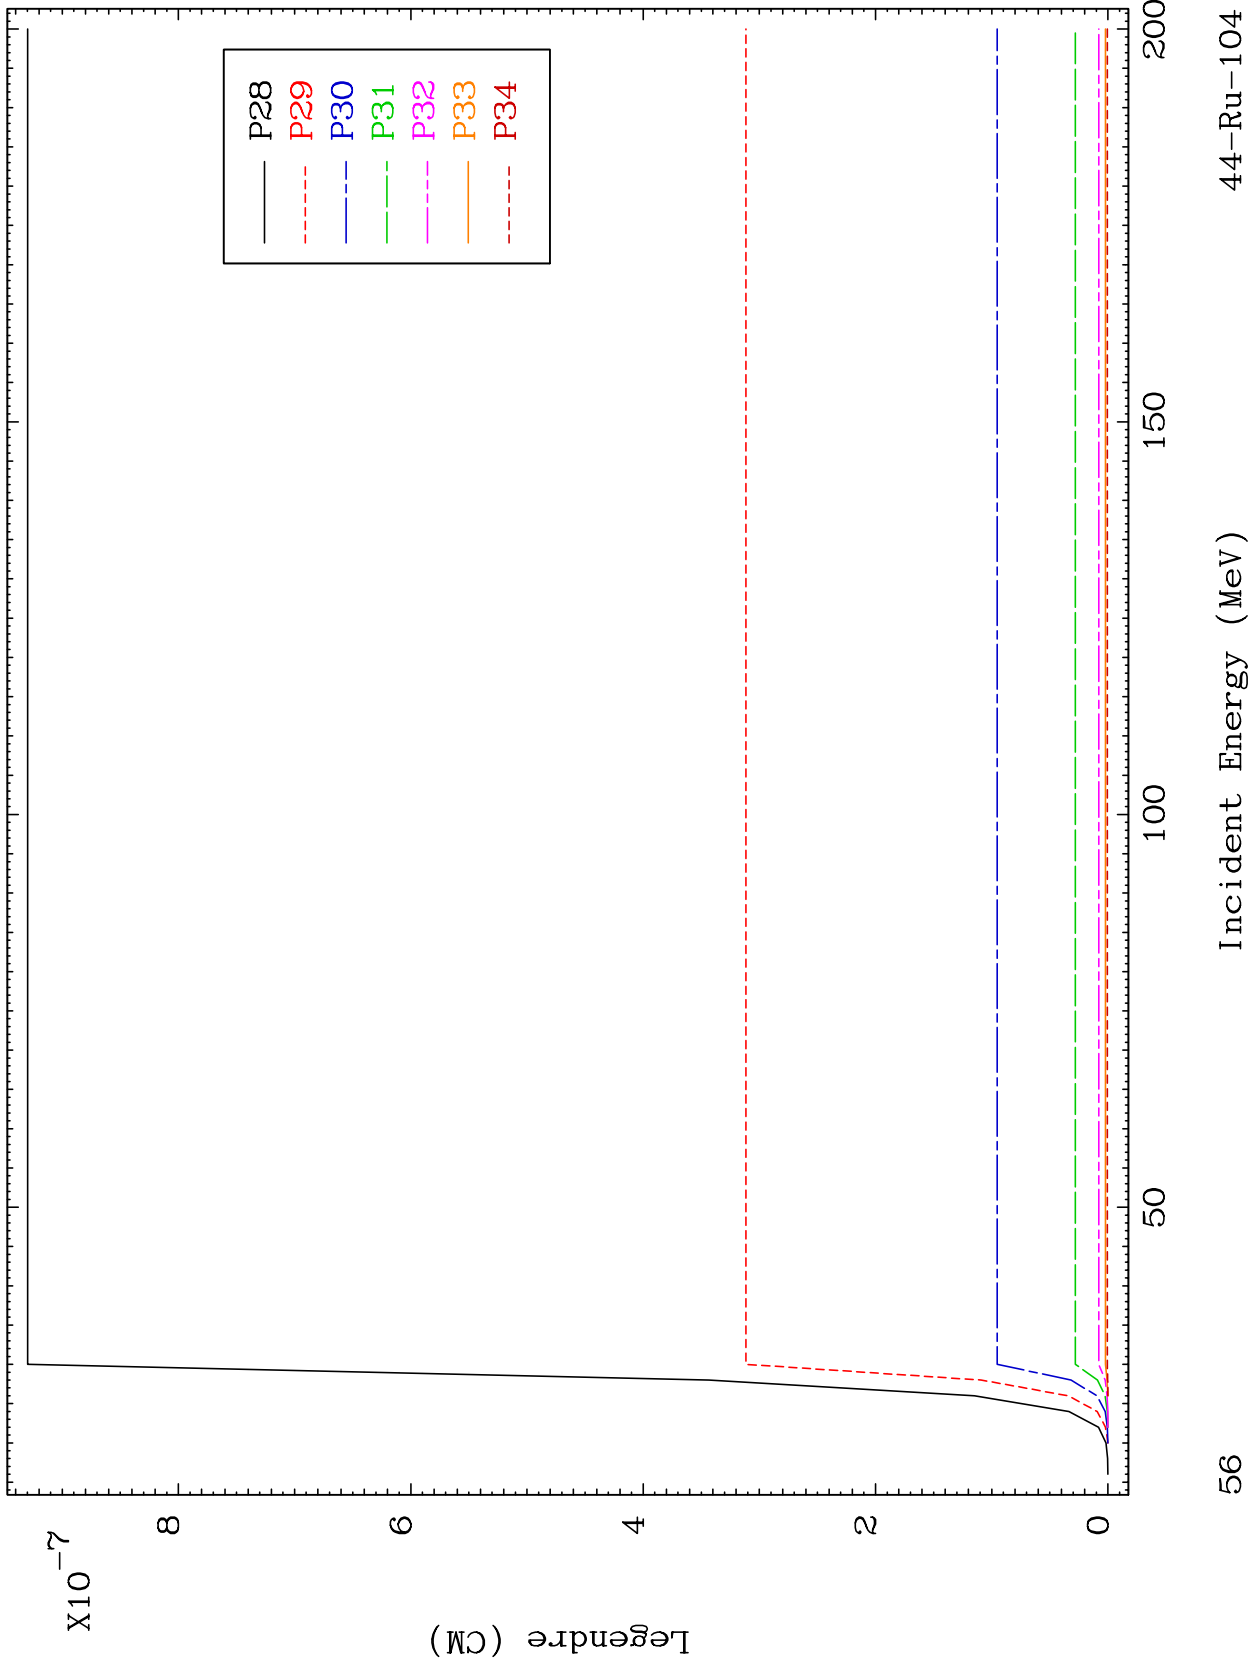 X10^-7
8
6
4
2
0
Legendre (CM)
P28
P29
P30
P31
P32
P33
P34
50
100
150
200
Incident Energy (MeV)
56
44-Ru-104